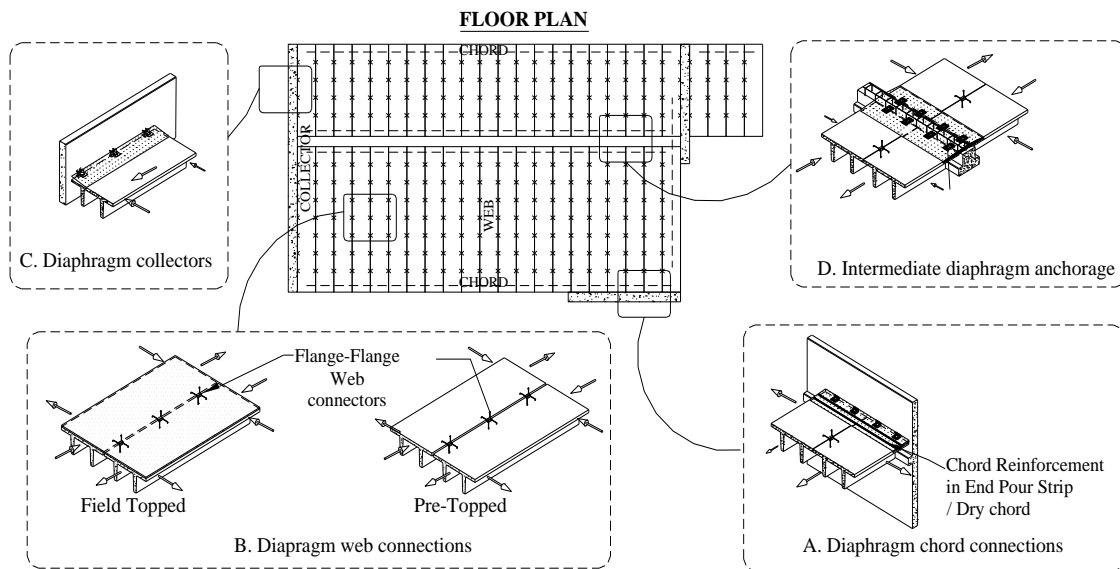 FLOOR PLAN
CHORD
COLLECTOR
WEB
CHORD
C. Diaphragm collectors
D. Intermediate diaphragm anchorage
Flange-Flange
Web
connectors
Field Topped
Pre-Topped
B. Diapragm web connections
Chord Reinforcement
in End Pour Strip
/ Dry chord
A. Diaphragm chord connections